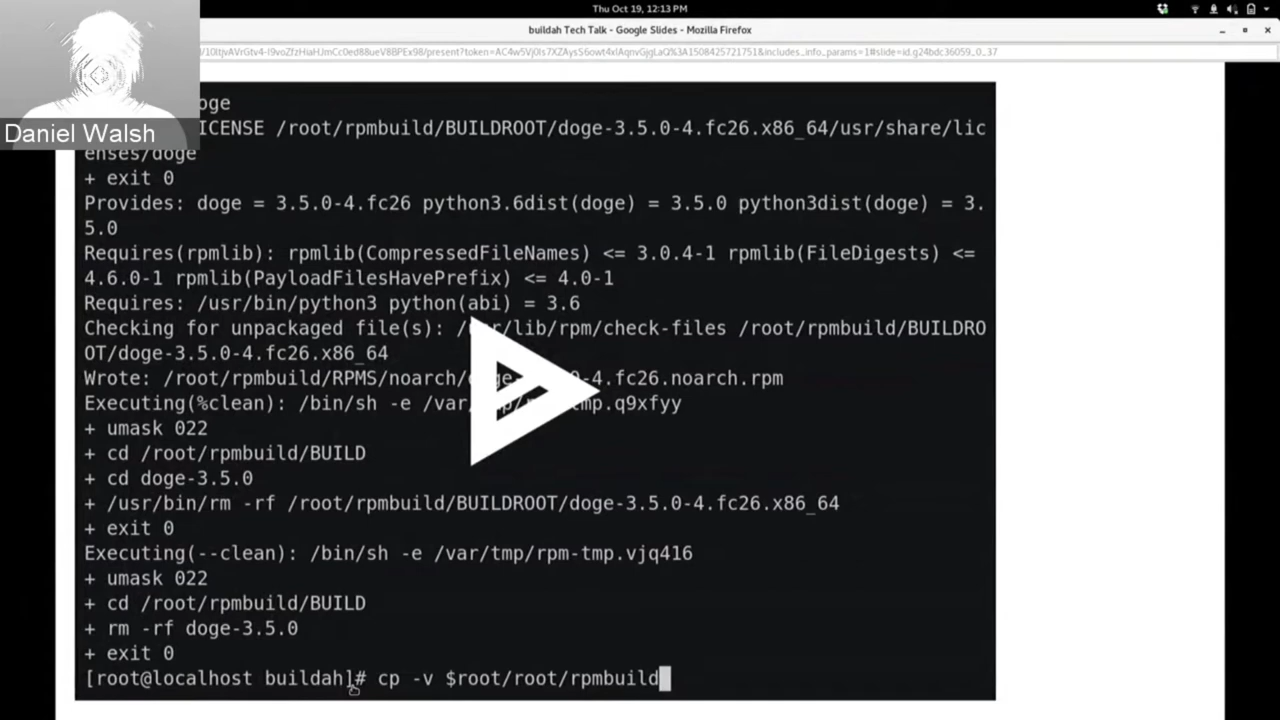 Thu Oct 19, 12:13 PM
buildah Tech Talk - Google Slides - Mozilla Firefox
Daniel Walsh
oge
ICENSE /root/rpmbuild/BUILDROOT/doge-3.5.0-4.fc26.x86_64/usr/share/lic
enses/doge
+ exit 0
Provides: doge = 3.5.0-4.fc26 python3.6dist(doge) = 3.5.0 python3dist(doge) = 3.
5.0
Requires(rpmlib): rpmlib(CompressedFileNames) <= 3.0.4-1 rpmlib(FileDigests) <=
4.6.0-1 rpmlib(PayloadFilesHavePrefix) <= 4.0-1
Requires: /usr/bin/python3 python(abi) = 3.6
Checking for unpackaged file(s): /usr/lib/rpm/check-files /root/rpmbuild/BUILDRO
OT/doge-3.5.0-4.fc26.x86_64
Wrote: /root/rpmbuild/RPMS/noarch/doge-3.5.0-4.fc26.noarch.rpm
Executing(%clean): /bin/sh -e /var/tmp/rpm-tmp.q9xfyy
+ umask 022
+ cd /root/rpmbuild/BUILD
+ cd doge-3.5.0
+ /usr/bin/rm -rf /root/rpmbuild/BUILDROOT/doge-3.5.0-4.fc26.x86_64
+ exit 0
Executing(--clean): /bin/sh -e /var/tmp/rpm-tmp.vjq416
+ umask 022
+ cd /root/rpmbuild/BUILD
+ rm -rf doge-3.5.0
+ exit 0
[root@localhost buildah]# cp -v $root/root/rpmbuild